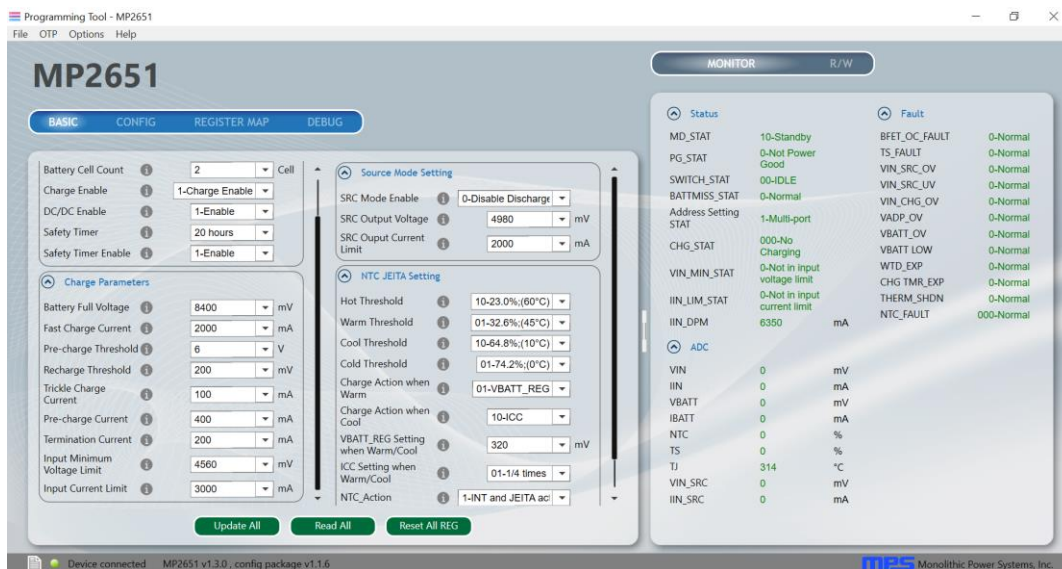 Programming Tool - MP2651
File OTP Options Help
MP2651
BASIC CONFIG REGISTER MAP DEBUG
Battery Cell Count 2 Cell
Charge Enable 1-Charge Enable
DC/DC Enable 1-Enable
Safety Timer 20 hours
Safety Timer Enable 1-Enable
Charge Parameters
Battery Full Voltage 8400 mV
Fast Charge Current 2000 mA
Pre-charge Threshold 6 V
Recharge Threshold 200 mV
Trickle Charge
Current 100 mA
Pre-charge Current 400 mA
Termination Current 200 mA
Input Minimum
Voltage Limit 4560 mV
Input Current Limit 3000 mA
Source Mode Setting
SRC Mode Enable 0-Disable Discharge
SRC Output Voltage 4980 mV
SRC Ouput Current
Limit 2000 mA
NTC JEITA Setting
Hot Threshold 10-23.0%;(60°C)
Warm Threshold 01-32.6%;(45°C)
Cool Threshold 10-64.8%;(10°C)
Cold Threshold 01-74.2%;(0°C)
Charge Action when
Warm 01-VBATT_REG
Charge Action when
Cool 10-ICC
VBATT_REG Setting
when Warm/Cool 320 mV
ICC Setting when
Warm/Cool 01-1/4 times
NTC_Action 1-INT and JEITA act
Update All Read All Reset All REG
MONITOR R/W
Status
MD_STAT 10-Standby
PG_STAT 0-Not Power
Good
SWITCH_STAT 00-IDLE
BATTMISS_STAT 0-Normal
Address Setting
STAT 1-Multi-port
CHG_STAT 000-No
Charging
VIN_MIN_STAT 0-Not in input
voltage limit
IIN_LIM_STAT 0-Not in input
current limit
IIN_DPM 6350 mA
ADC
VIN 0 mV
IIN 0 mA
VBATT 0 mV
IBATT 0 mA
NTC 0 %
TS 0 %
TJ 314 °C
VIN_SRC 0 mV
IIN_SRC 0 mA
Fault
BFET_OC_FAULT 0-Normal
TS_FAULT 0-Normal
VIN_SRC_OV 0-Normal
VIN_SRC_UV 0-Normal
VIN_CHG_OV 0-Normal
VADP_OV 0-Normal
VBATT_OV 0-Normal
VBATT LOW 0-Normal
WTD_EXP 0-Normal
CHG TMR_EXP 0-Normal
THERM_SHDN 0-Normal
NTC_FAULT 000-Normal
Device connected MP2651 v1.3.0 , config package v1.1.6
MPS Monolithic Power Systems, Inc.